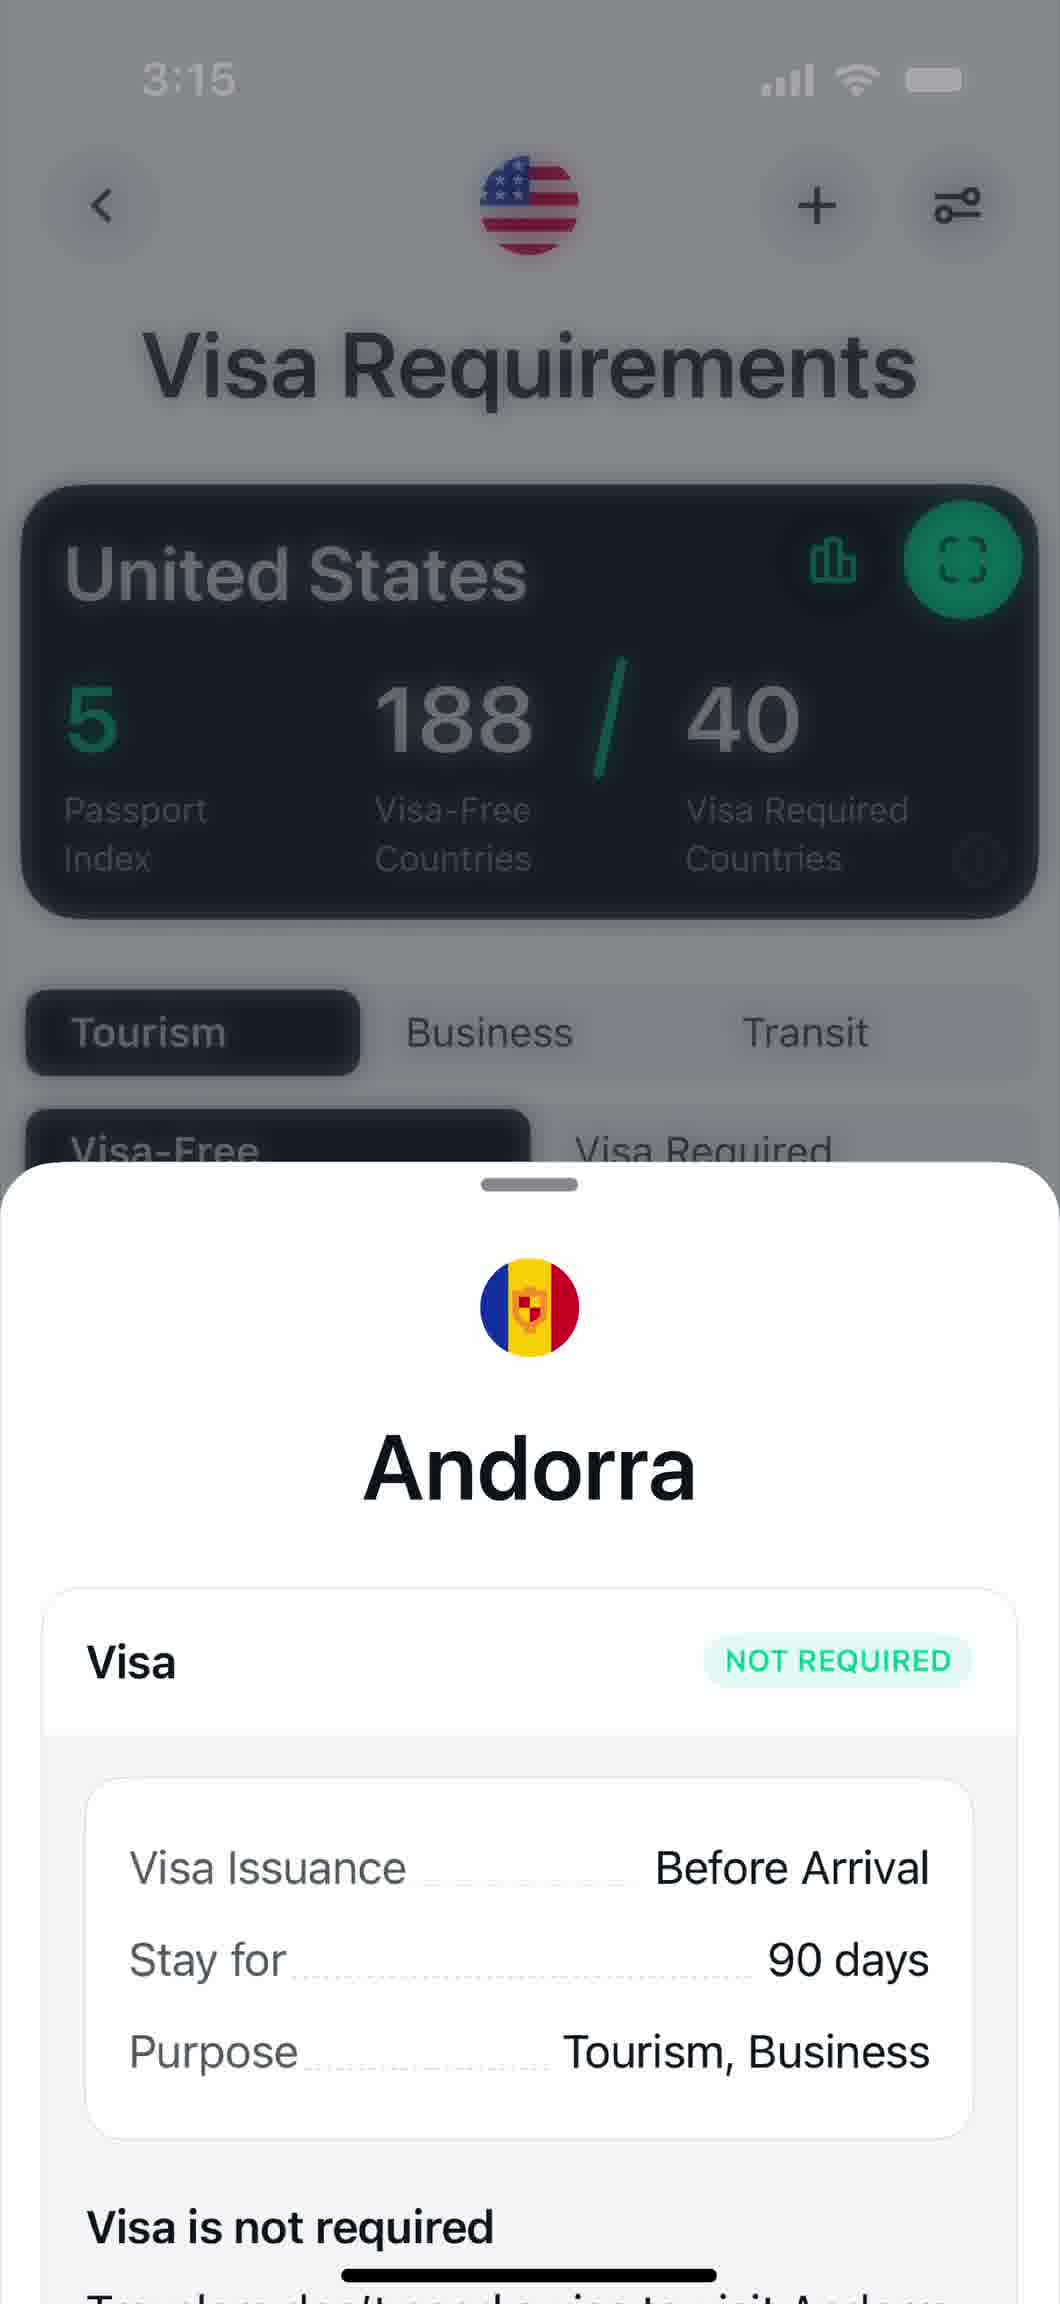 3:15
Visa Requirements
United States
5
188
40
Passport
Index
Visa-Free
Countries
Visa Required
Countries
Tourism
Business
Transit
Visa-Free
Visa Required
Andorra
Visa
NOT REQUIRED
Visa Issuance
Before Arrival
Stay for
90 days
Purpose
Tourism, Business
Visa is not required